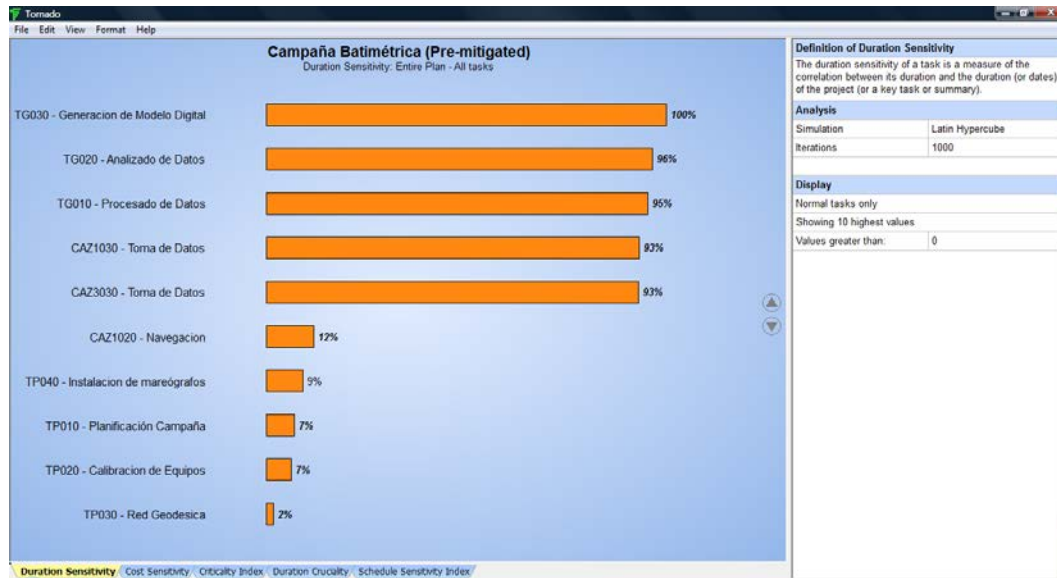 Tornado
File Edit View Format Help
Campaña Batimétrica (Pre-mitigated)
Duration Sensitivity: Entire Plan - All tasks
TG030 - Generacion de Modelo Digital 100%
TG020 - Analizado de Datos 96%
TG010 - Procesado de Datos 95%
CAZ1030 - Toma de Datos 93%
CAZ3030 - Toma de Datos 93%
CAZ1020 - Navegacion 12%
TP040 - Instalacion de mareógrafos 9%
TP010 - Planificación Campaña 7%
TP020 - Calibracion de Equipos 7%
TP030 - Red Geodesica 2%
Duration Sensitivity Cost Sensitivity Criticality Index Duration Cruciality Schedule Sensitivity Index
Definition of Duration Sensitivity
The duration sensitivity of a task is a measure of the
correlation between its duration and the duration (or dates)
of the project (or a key task or summary).
Analysis
Simulation Latin Hypercube
Iterations 1000
Display
Normal tasks only
Showing 10 highest values
Values greater than: 0